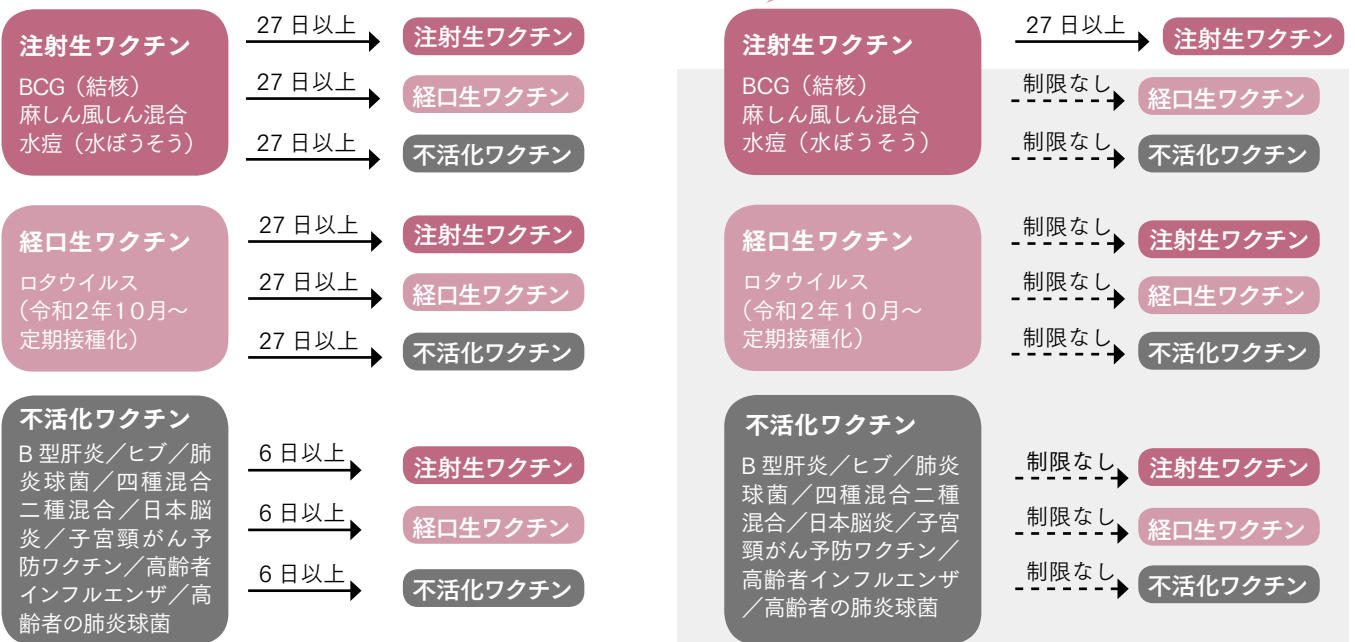 注射生ワクチン
BCG（結核）
麻しん風しん混合
水痘（水ぼうそう）
27 日以上
注射生ワクチン
27 日以上
経口生ワクチン
27 日以上
不活化ワクチン
経口生ワクチン
ロタウイルス
（令和2年10月〜
定期接種化）
27 日以上
注射生ワクチン
27 日以上
経口生ワクチン
27 日以上
不活化ワクチン
不活化ワクチン
B 型肝炎／ヒブ／肺
炎球菌／四種混合
二種混合／日本脳
炎／子宮頸がん予
防ワクチン／高齢者
インフルエンザ／高
齢者の肺炎球菌
6 日以上
注射生ワクチン
6 日以上
経口生ワクチン
6 日以上
不活化ワクチン
注射生ワクチン
BCG（結核）
麻しん風しん混合
水痘（水ぼうそう）
27 日以上
注射生ワクチン
制限なし
経口生ワクチン
制限なし
不活化ワクチン
経口生ワクチン
ロタウイルス
（令和２年１０月〜
定期接種化）
制限なし
注射生ワクチン
制限なし
経口生ワクチン
制限なし
不活化ワクチン
不活化ワクチン
B 型肝炎／ヒブ／肺炎
球菌／四種混合二種
混合／日本脳炎／子宮
頸がん予防ワクチン／
高齢者インフルエンザ
／高齢者の肺炎球菌
制限なし
注射生ワクチン
制限なし
経口生ワクチン
制限なし
不活化ワクチン